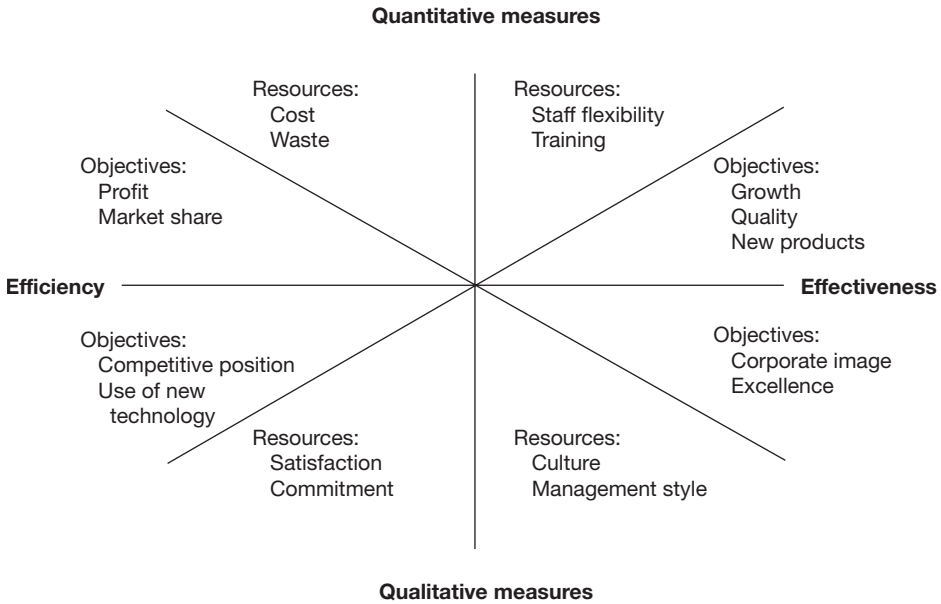 Quantitative measures
Resources:
Cost
Waste
Resources:
Staff flexibility
Training
Objectives:
Profit
Market share
Objectives:
Growth
Quality
New products
Efficiency
Effectiveness
Objectives:
Competitive position
Use of new
technology
Objectives:
Corporate image
Excellence
Resources:
Satisfaction
Commitment
Resources:
Culture
Management style
Qualitative measures